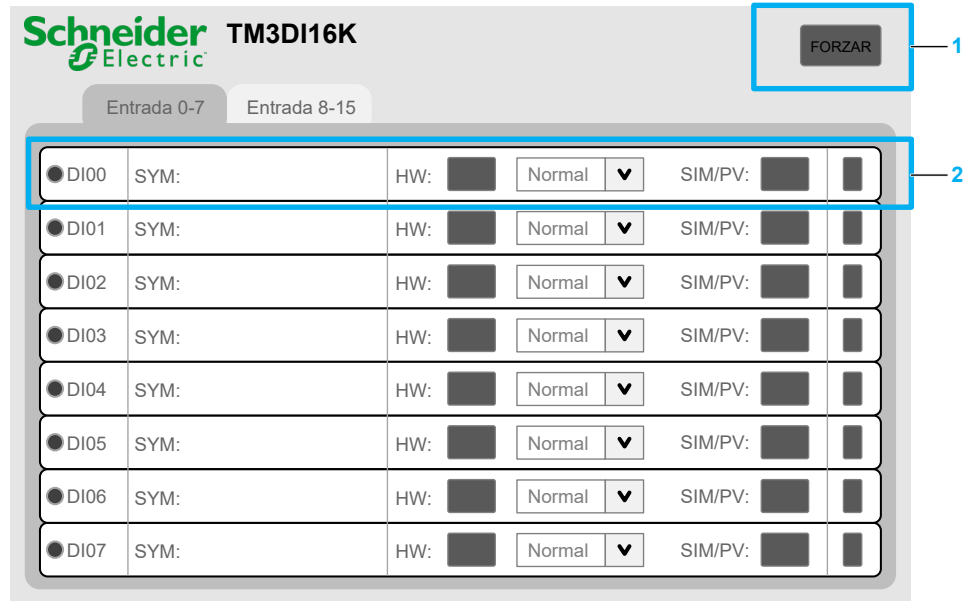 Schneider Electric TM3DI16K
FORZAR
1
Entrada 0-7 Entrada 8-15
DI00 SYM: HW: Normal SIM/PV:
2
DI01 SYM: HW: Normal SIM/PV:
DI02 SYM: HW: Normal SIM/PV:
DI03 SYM: HW: Normal SIM/PV:
DI04 SYM: HW: Normal SIM/PV:
DI05 SYM: HW: Normal SIM/PV:
DI06 SYM: HW: Normal SIM/PV:
DI07 SYM: HW: Normal SIM/PV: